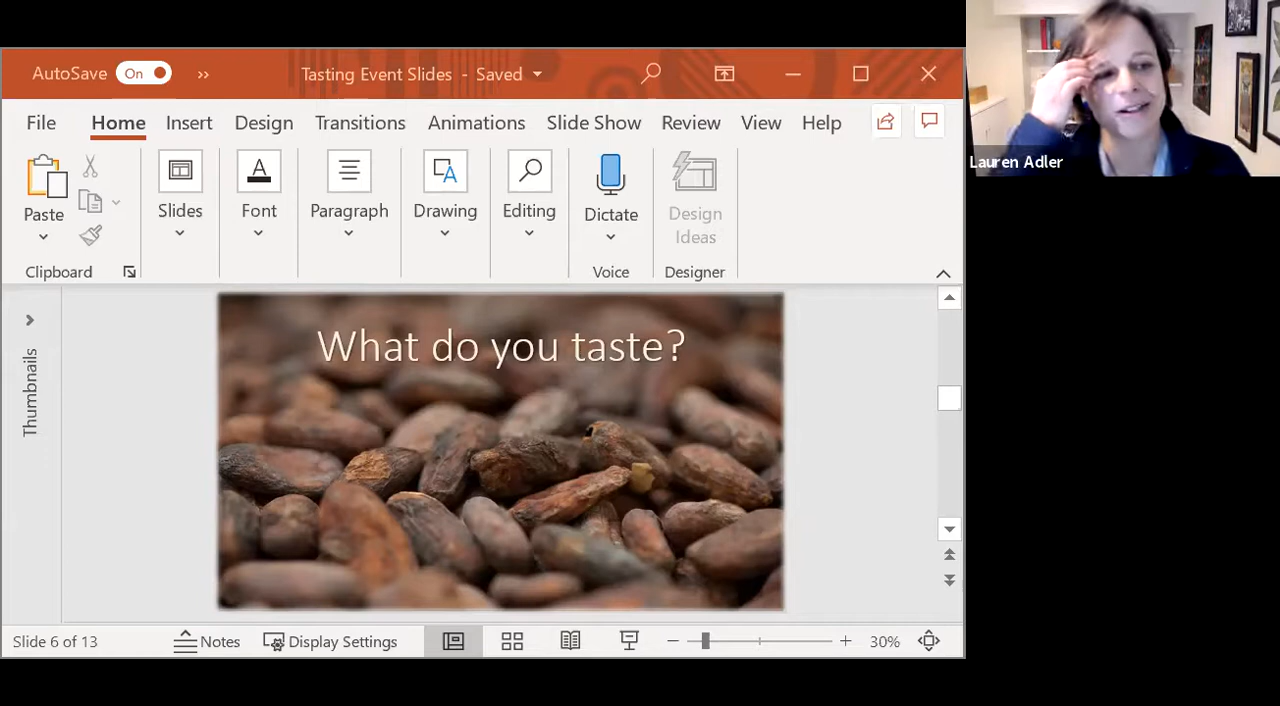 AutoSave On Tasting Event Slides - Saved
Lauren Adler
File Home Insert Design Transitions Animations Slide Show Review View Help
Paste Slides Font Paragraph Drawing Editing Dictate Design Ideas
Clipboard Voice Designer
Thumbnails
What do you taste?
Slide 6 of 13 Notes Display Settings 30%